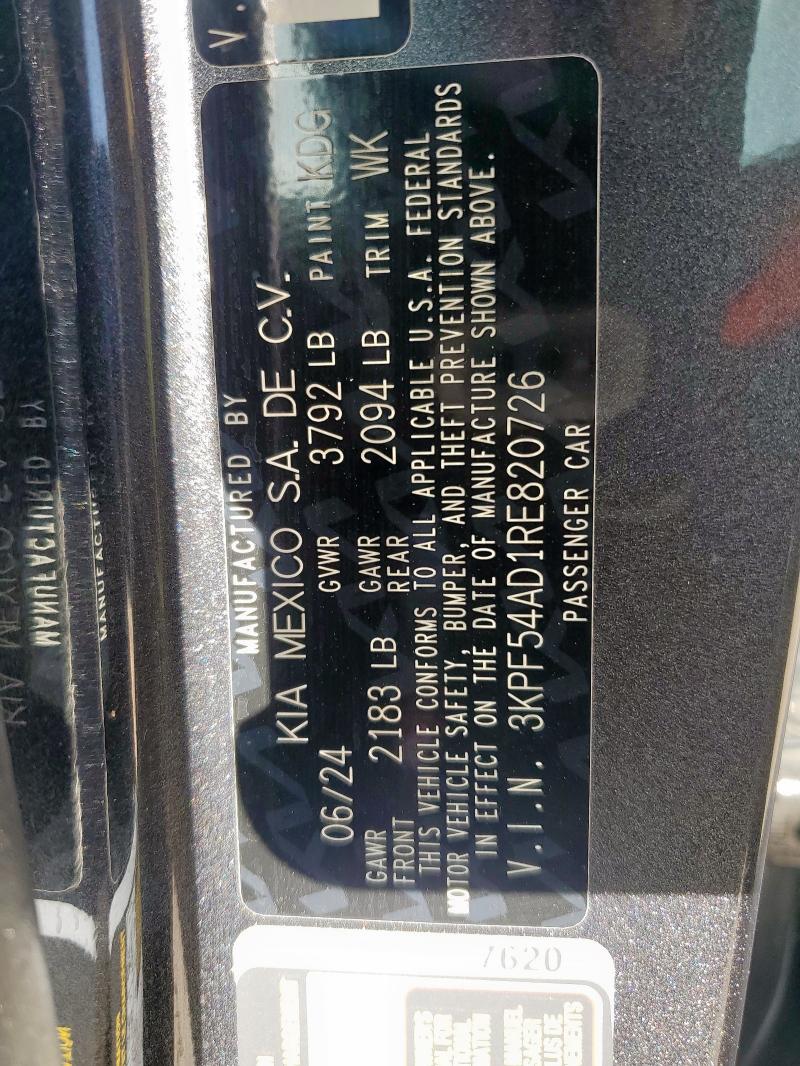 MANUFACTURED BY
KIA MEXICO S.A. DE C.V.
06/24 GVWR 3792 LB PAINT KDG
GAWR FRONT 2183 LB GAWR REAR 2094 LB TRIM WK
THIS VEHICLE CONFORMS TO ALL APPLICABLE U.S.A. FEDERAL
MOTOR VEHICLE SAFETY, BUMPER, AND THEFT PREVENTION STANDARDS
IN EFFECT ON THE DATE OF MANUFACTURE SHOWN ABOVE.
V.I.N. 3KPF54AD1RE820726
PASSENGER CAR
V.
7620